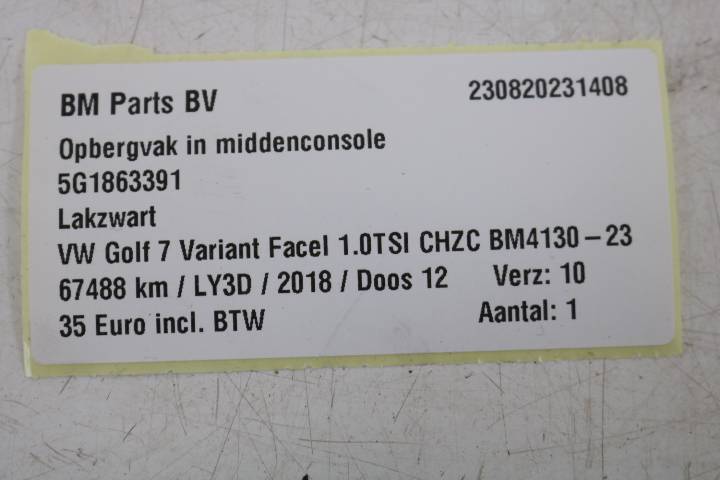 BM Parts BV 230820231408
Opbergvak in middenconsole
5G1863391
Lakzwart
VW Golf 7 Variant Facel 1.0TSI CHZC BM4130-23
67488 km / LY3D / 2018 / Doos 12 Verz: 10
35 Euro incl. BTW Aantal: 1